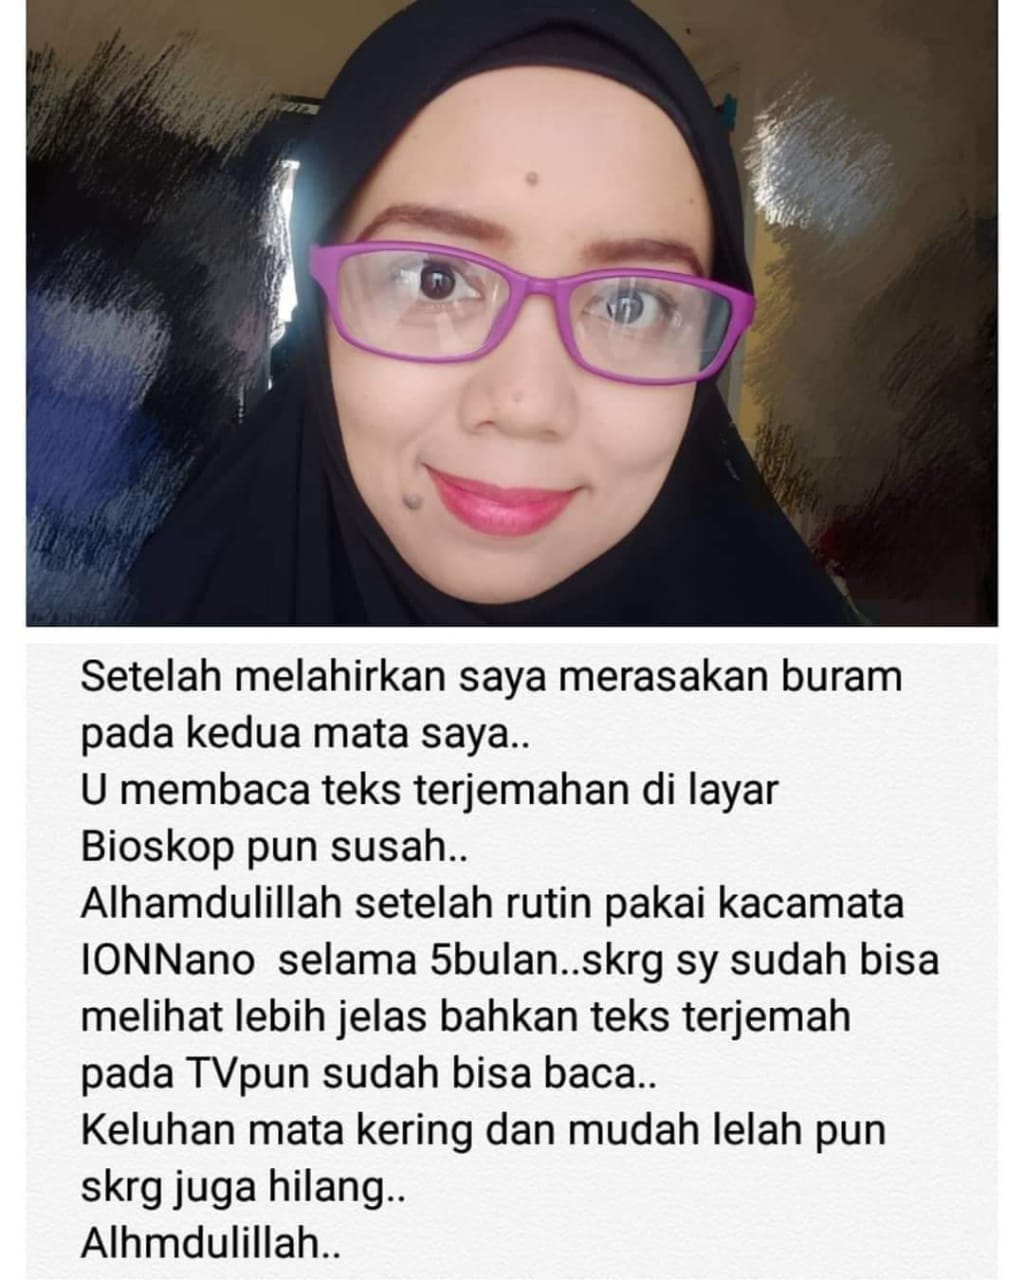 Setelah melahirkan saya merasakan buram
pada kedua mata saya..
U membaca teks terjemahan di layar
Bioskop pun susah..
Alhamdulillah setelah rutin pakai kacamata
IONNano  selama 5bulan..skrg sy sudah bisa
melihat lebih jelas bahkan teks terjemah
pada TVpun sudah bisa baca..
Keluhan mata kering dan mudah lelah pun
skrg juga hilang..
Alhmdulillah..